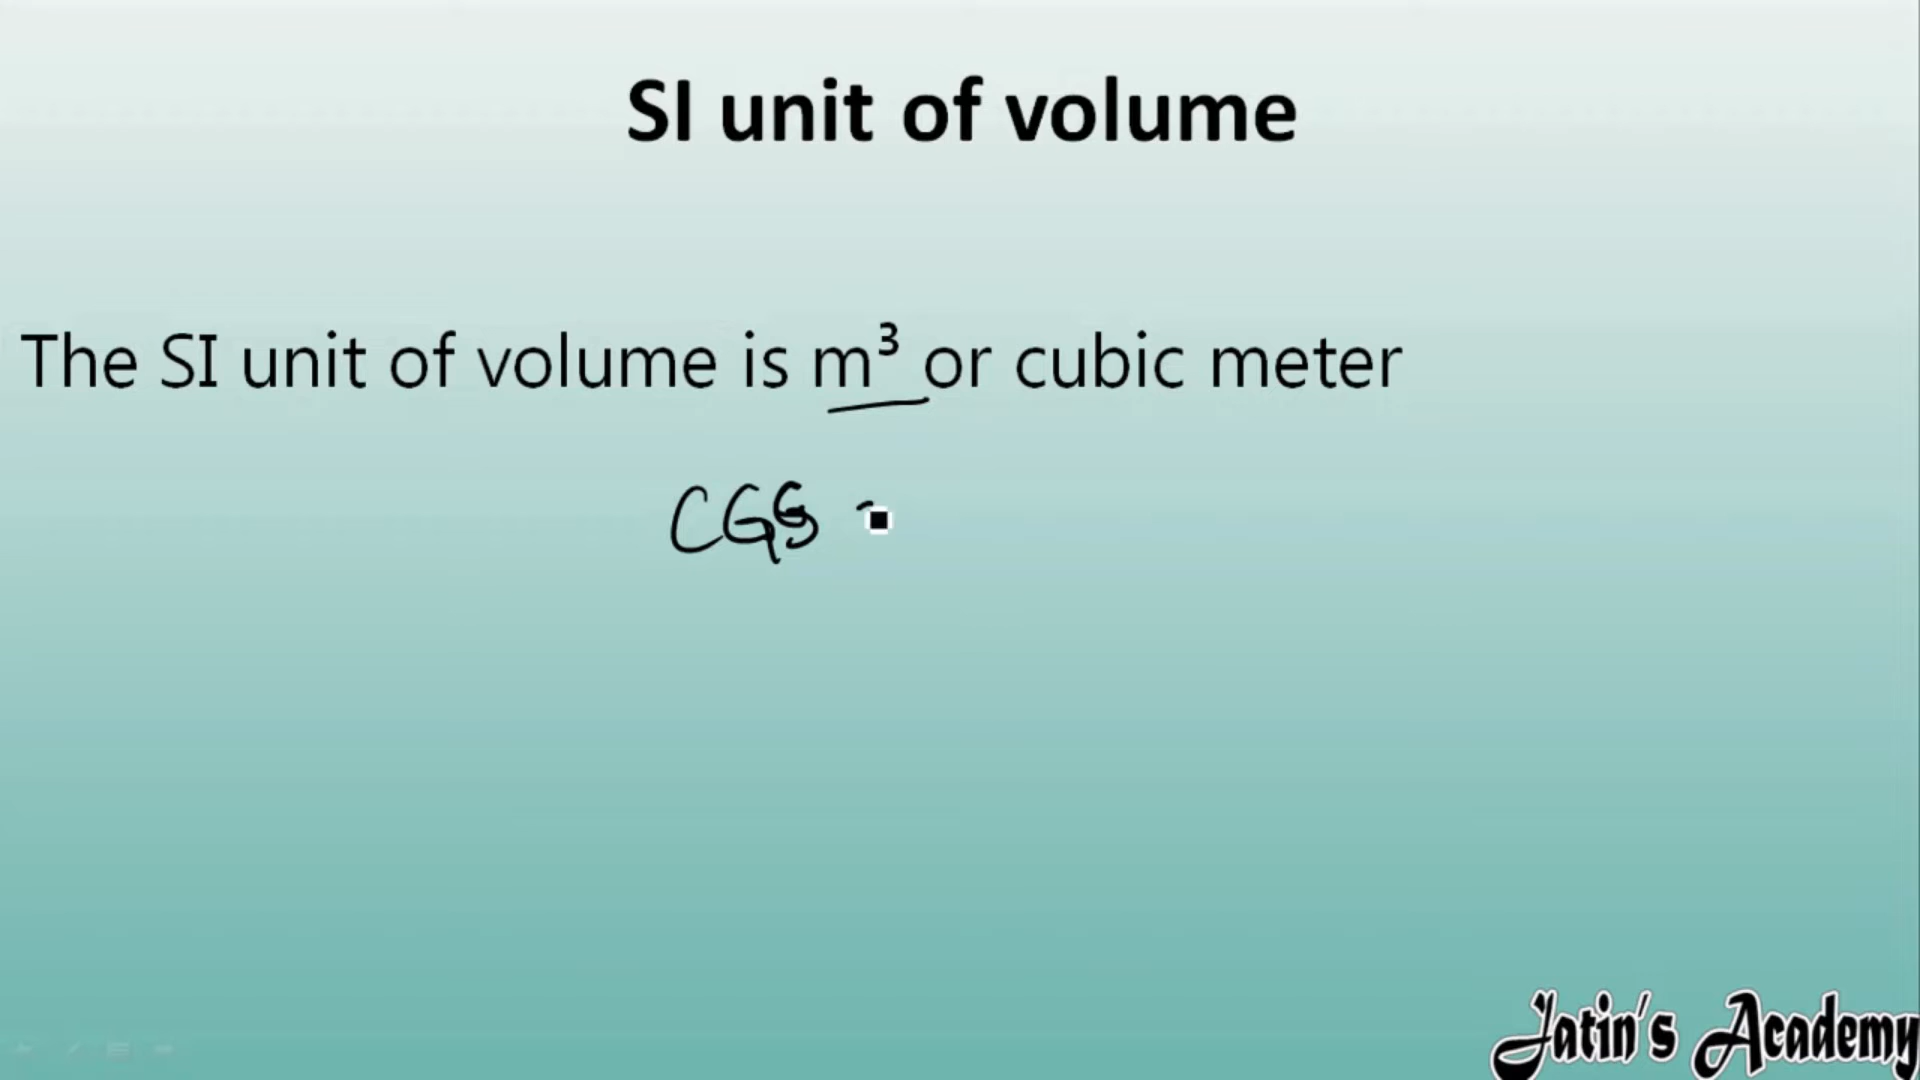 SI unit of volume
The SI unit of volume is m³ or cubic meter
CGS
Jatin's Academy